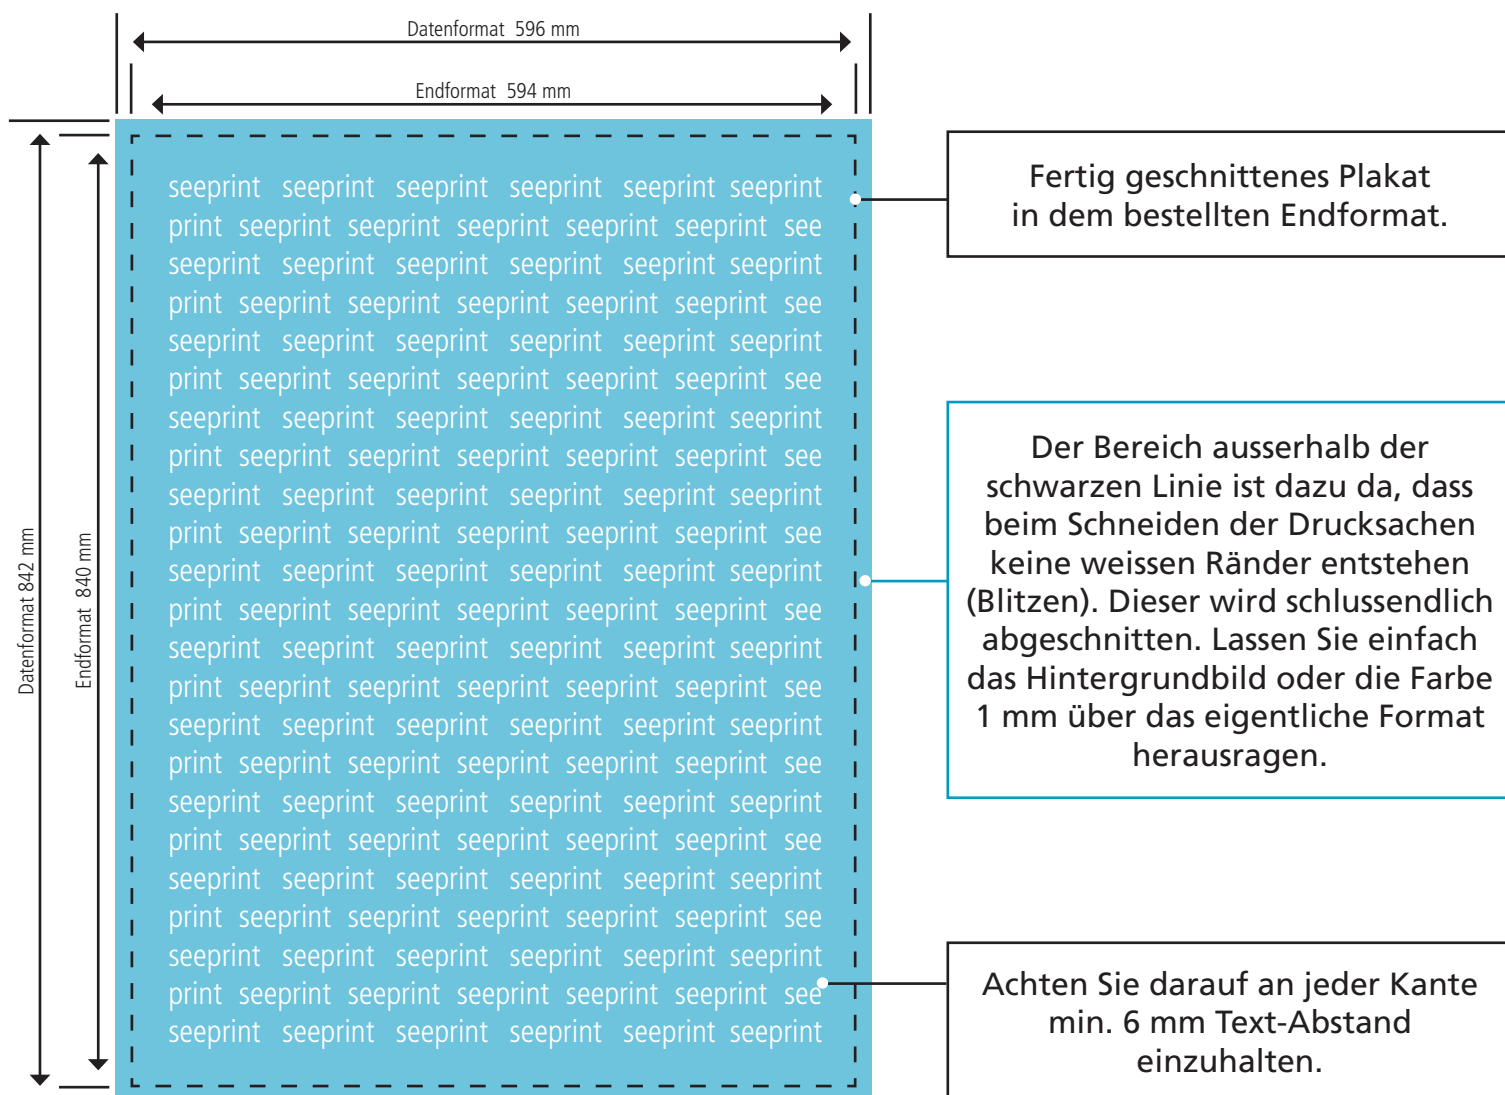 Datenformat  596 mm
Endformat  594 mm
Datenformat 842 mm
Endformat  840 mm
seeprint seeprint seeprint seeprint seeprint seeprint
print seeprint seeprint seeprint seeprint seeprint see
seeprint seeprint seeprint seeprint seeprint seeprint
print seeprint seeprint seeprint seeprint seeprint see
seeprint seeprint seeprint seeprint seeprint seeprint
print seeprint seeprint seeprint seeprint seeprint see
seeprint seeprint seeprint seeprint seeprint seeprint
print seeprint seeprint seeprint seeprint seeprint see
seeprint seeprint seeprint seeprint seeprint seeprint
print seeprint seeprint seeprint seeprint seeprint see
seeprint seeprint seeprint seeprint seeprint seeprint
print seeprint seeprint seeprint seeprint seeprint see
seeprint seeprint seeprint seeprint seeprint seeprint
print seeprint seeprint seeprint seeprint seeprint see
seeprint seeprint seeprint seeprint seeprint seeprint
print seeprint seeprint seeprint seeprint seeprint see
seeprint seeprint seeprint seeprint seeprint seeprint
print seeprint seeprint seeprint seeprint seeprint see
seeprint seeprint seeprint seeprint seeprint seeprint
print seeprint seeprint seeprint seeprint seeprint see
seeprint seeprint seeprint seeprint seeprint seeprint
print seeprint seeprint seeprint seeprint seeprint see
seeprint seeprint seeprint seeprint seeprint seeprint
Fertig geschnittenes Plakat
in dem bestellten Endformat.
Der Bereich ausserhalb der
schwarzen Linie ist dazu da, dass
beim Schneiden der Drucksachen
keine weissen Ränder entstehen
(Blitzen). Dieser wird schlussendlich
abgeschnitten. Lassen Sie einfach
das Hintergrundbild oder die Farbe
1 mm über das eigentliche Format
herausragen.
Achten Sie darauf an jeder Kante
min. 6 mm Text-Abstand
einzuhalten.